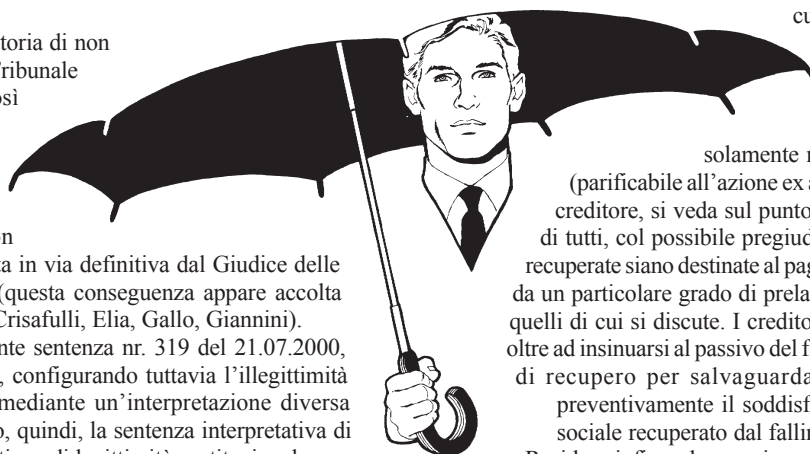 toria di non
ribunale
osì
on
ta in via definitiva dal Giudice delle
(questa conseguenza appare accolta
Crisafulli, Elia, Gallo, Giannini).
nte sentenza nr. 319 del 21.07.2000,
, configurando tuttavia l’illegittimità
mediante un’interpretazione diversa
o, quindi, la sentenza interpretativa di
cu
solamente
(parificabile all’azione ex
creditore, si veda sul punto
di tutti, col possibile pregiud
recuperate siano destinate al pag
da un particolare grado di prela
quelli di cui si discute. I credito
oltre ad insinuarsi al passivo del f
di recupero per salvaguarda
preventivamente il soddisf
sociale recuperato dal fallin